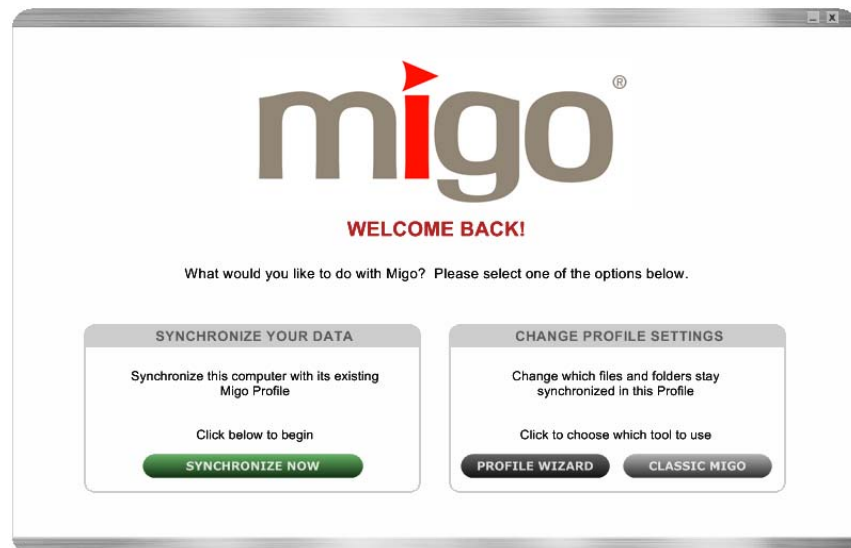 migo®
WELCOME BACK!
What would you like to do with Migo? Please select one of the options below.
SYNCHRONIZE YOUR DATA
Synchronize this computer with its existing
Migo Profile
Click below to begin
SYNCHRONIZE NOW
CHANGE PROFILE SETTINGS
Change which files and folders stay
synchronized in this Profile
Click to choose which tool to use
PROFILE WIZARD
CLASSIC MIGO